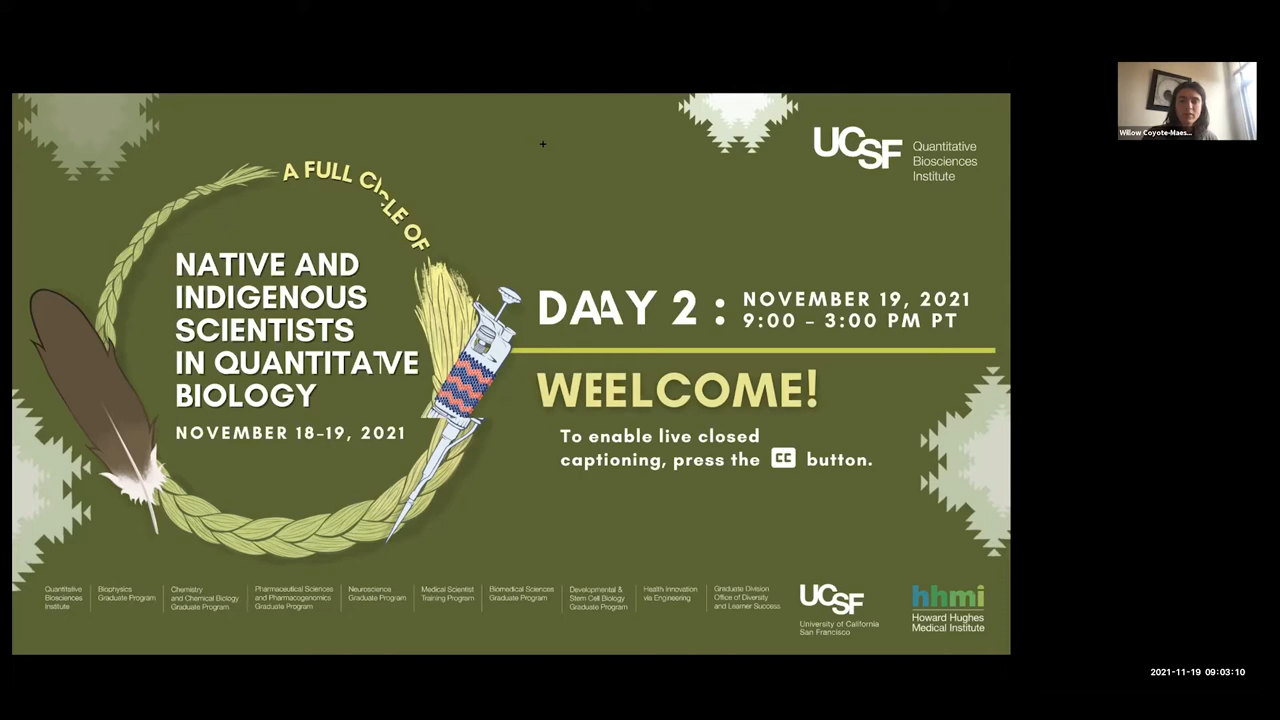 A FULL CICLE OF
NATIVE AND
INDIGENOUS
SCIENTISTS
IN QUANTITATVE
BIOLOGY
NOVEMBER 18-19, 2021
UCSF
Quantitative
Biosciences
Institute
DAAY 2 :
NOVEMBER 19, 2021
9:00 – 3:00 PM PT
WEELCOME!
To enable live closed
captioning, press the CC button.
Quantitative
Biosciences
Institute
Biophysics
Graduate Program
Chemistry
and Chemical Biology
Graduate Program
Pharmaceutical Sciences
and Pharmacogenomics
Graduate Program
Neuroscience
Graduate Program
Medical Scientist
Training Program
Biomedical Sciences
Graduate Program
Developmental &
Stem Cell Biology
Graduate Program
Health Innovation
via Engineering
Graduate Division
Office of Diversity
and Learner Success
UCSF
University of California
San Francisco
hhmi
Howard Hughes
Medical Institute
Willow Coyote-Maes...
2021-11-19 09:03:10